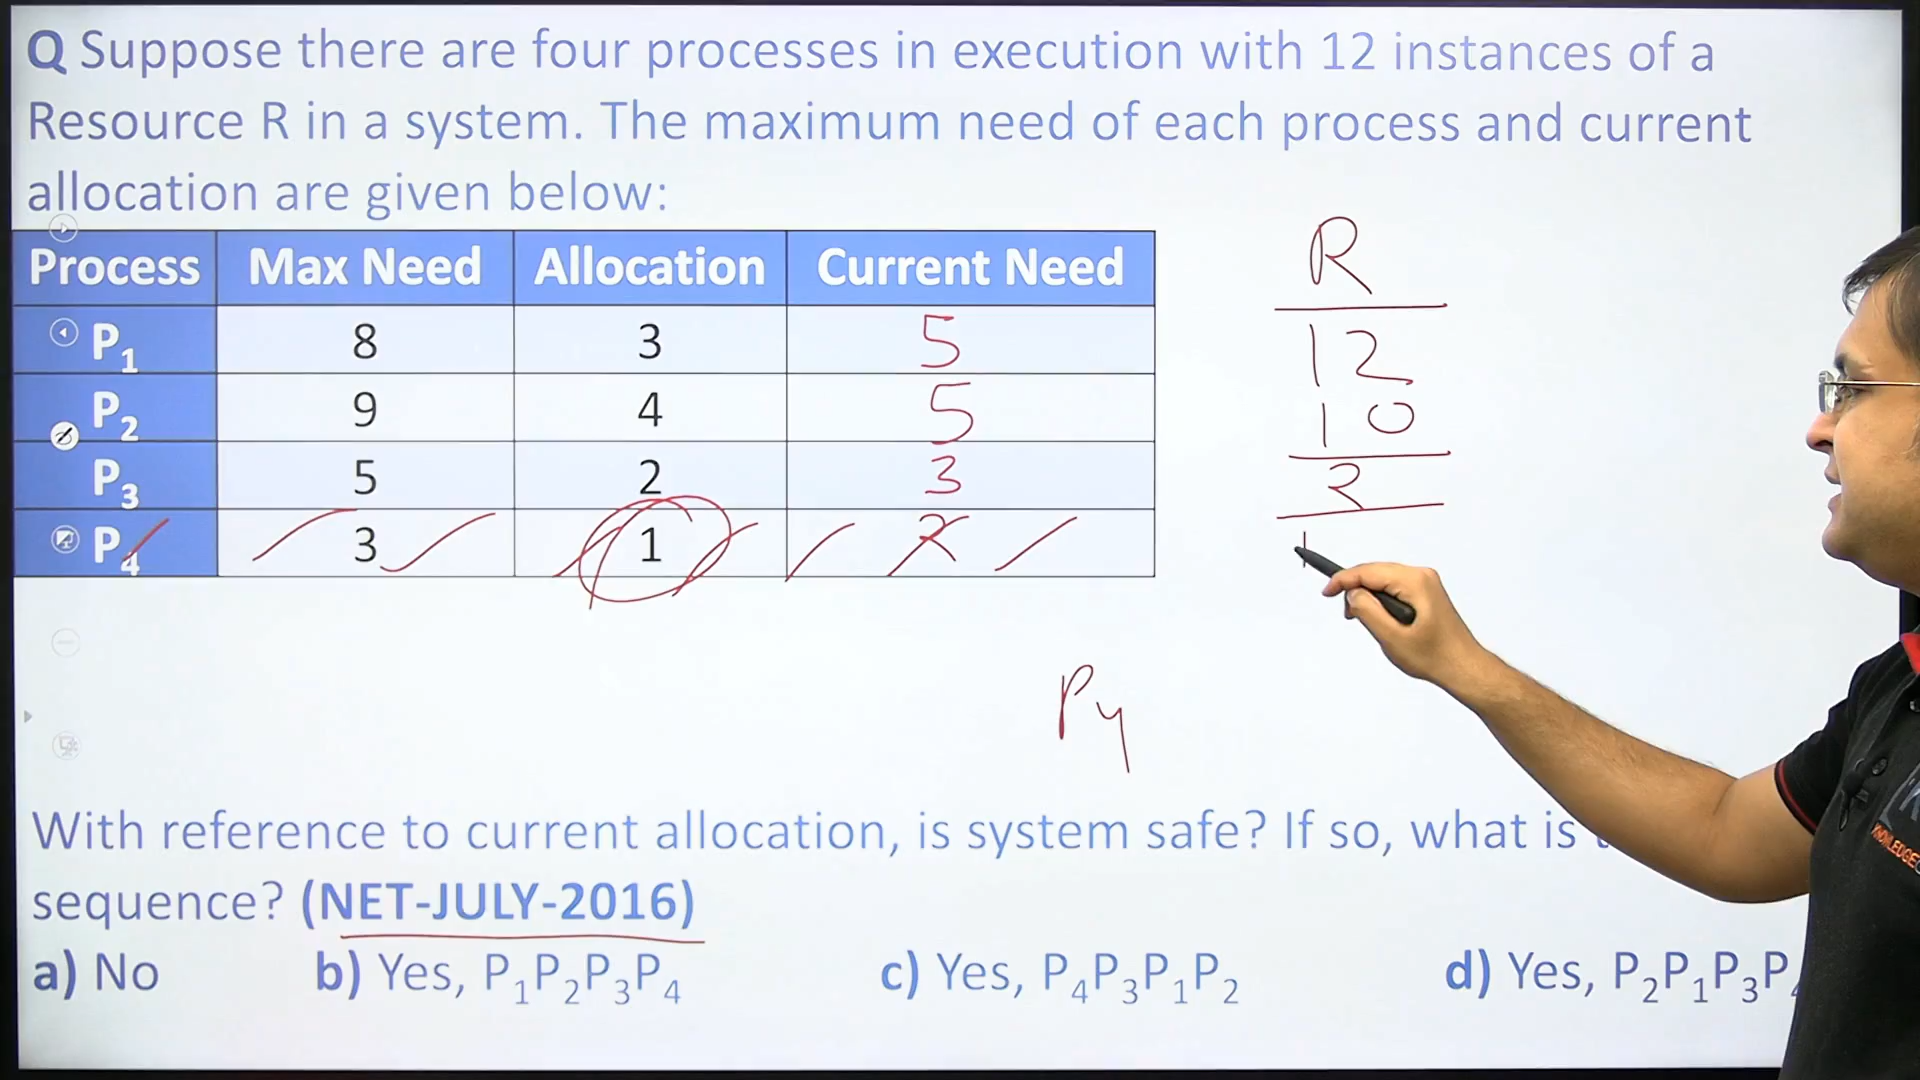 Q Suppose there are four processes in execution with 12 instances of a
Resource R in a system. The maximum need of each process and current
allocation are given below:
Process Max Need Allocation Current Need
P1 8 3 5
P2 9 4 5
P3 5 2 3
P4 3 1 2
R
12
10
2
1
P4
With reference to current allocation, is system safe? If so, what is
sequence? (NET-JULY-2016)
a) No b) Yes, P1P2P3P4 c) Yes, P4P3P1P2 d) Yes, P2P1P3P